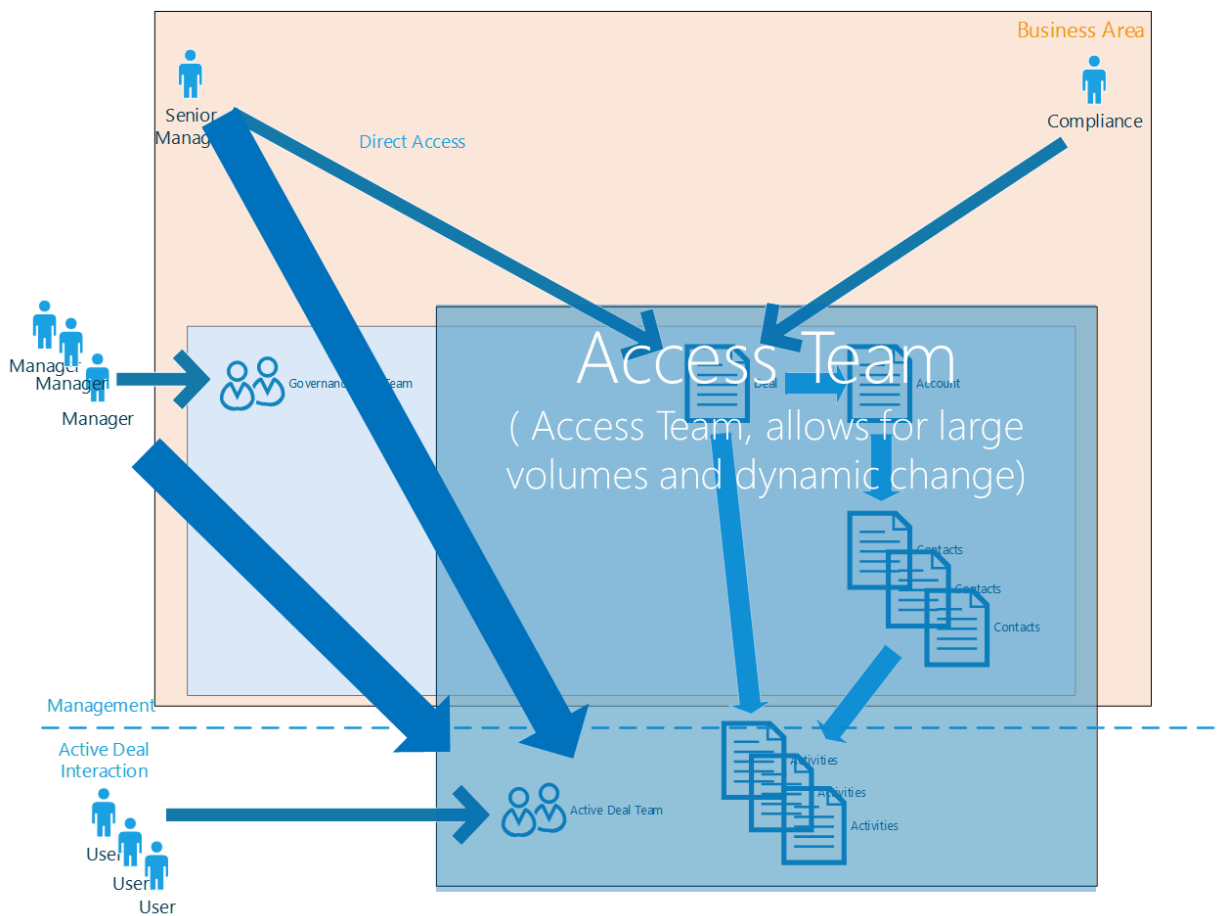 Business Area
Senior
Manag
Compliance
Direct Access
Manager
Manager
Manager
Governance Team
Access Team
Deal
Account
( Access Team, allows for large
volumes and dynamic change)
Contacts
Contacts
Contacts
Management
Active Deal
Interaction
Activities
Activities
Activities
Active Deal Team
User
User
User